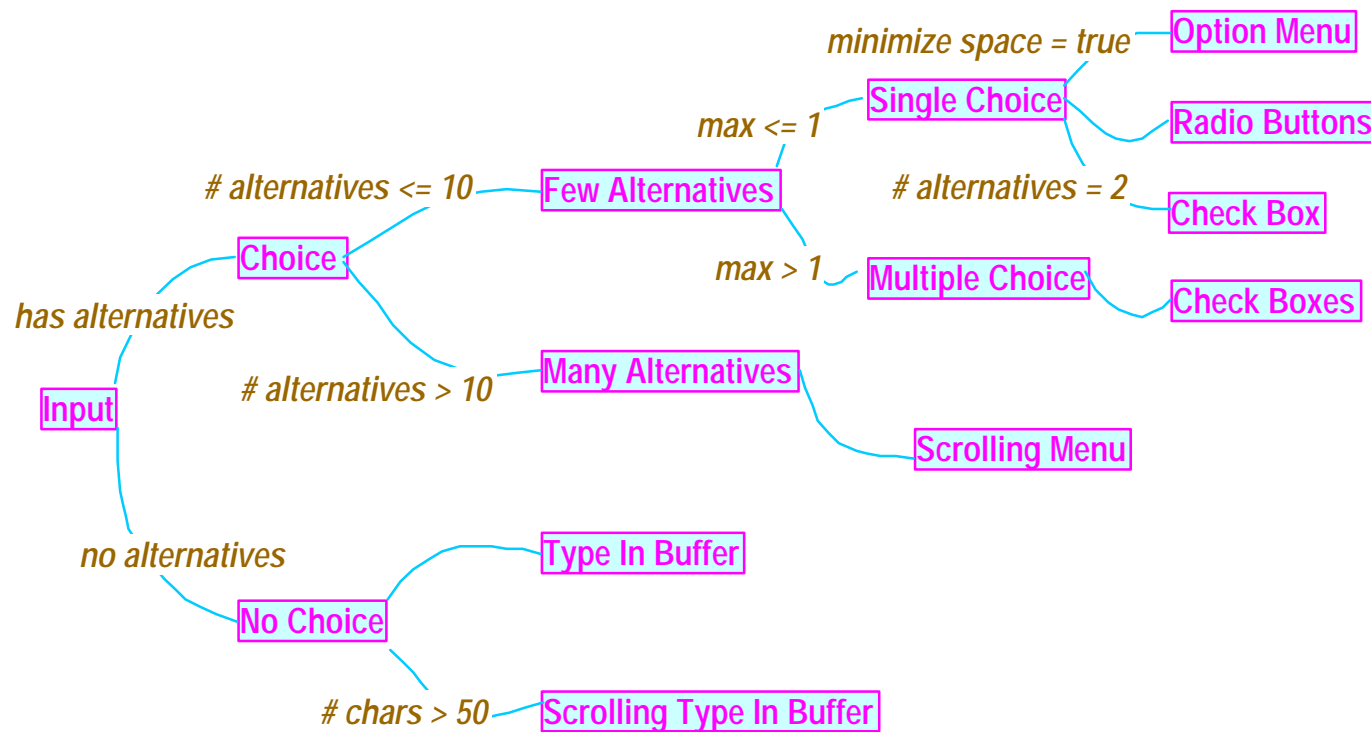 minimize space = true
Option Menu
Single Choice
max <= 1
Radio Buttons
# alternatives <= 10
Few Alternatives
# alternatives = 2
Check Box
Choice
max > 1
Multiple Choice
Check Boxes
has alternatives
# alternatives > 10
Many Alternatives
Input
Scrolling Menu
no alternatives
Type In Buffer
No Choice
# chars > 50
Scrolling Type In Buffer